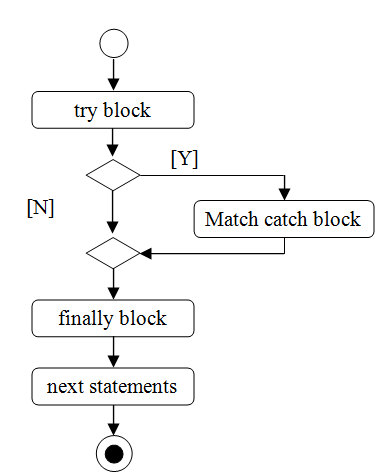 try block
[Y]
[N]
Match catch block
finally block
next statements